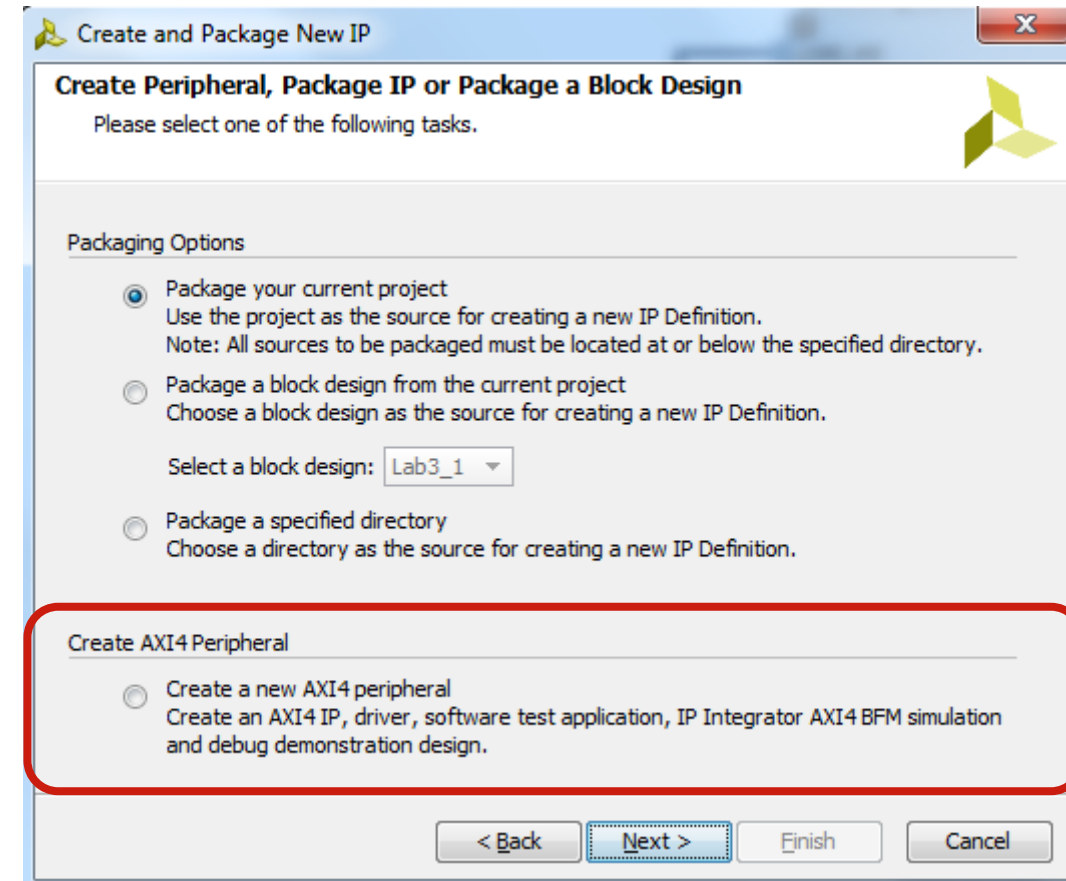 Create and Package New IP
Create Peripheral, Package IP or Package a Block Design
Please select one of the following tasks.
Packaging Options
Package your current project
Use the project as the source for creating a new IP Definition.
Note: All sources to be packaged must be located at or below the specified directory.
Package a block design from the current project
Choose a block design as the source for creating a new IP Definition.
Select a block design: Lab3_1
Package a specified directory
Choose a directory as the source for creating a new IP Definition.
Create AXI4 Peripheral
Create a new AXI4 peripheral
Create an AXI4 IP, driver, software test application, IP Integrator AXI4 BFM simulation
and debug demonstration design.
< Back Next > Finish Cancel